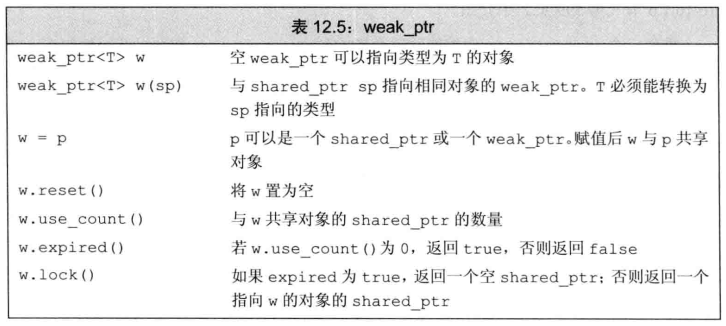 表 12.5：weak_ptr
weak_ptr<T> w 空 weak_ptr 可以指向类型为 T 的对象
weak_ptr<T> w(sp) 与 shared_ptr sp 指向相同对象的 weak_ptr。T 必须能转换为
sp 指向的类型
w = p p 可以是一个 shared_ptr 或一个 weak_ptr。赋值后 w 与 p 共享
对象
w.reset() 将 w 置为空
w.use_count() 与 w 共享对象的 shared_ptr 的数量
w.expired() 若 w.use_count() 为 0，返回 true，否则返回 false
w.lock() 如果 expired 为 true，返回一个空 shared_ptr；否则返回一个
指向 w 的对象的 shared_ptr